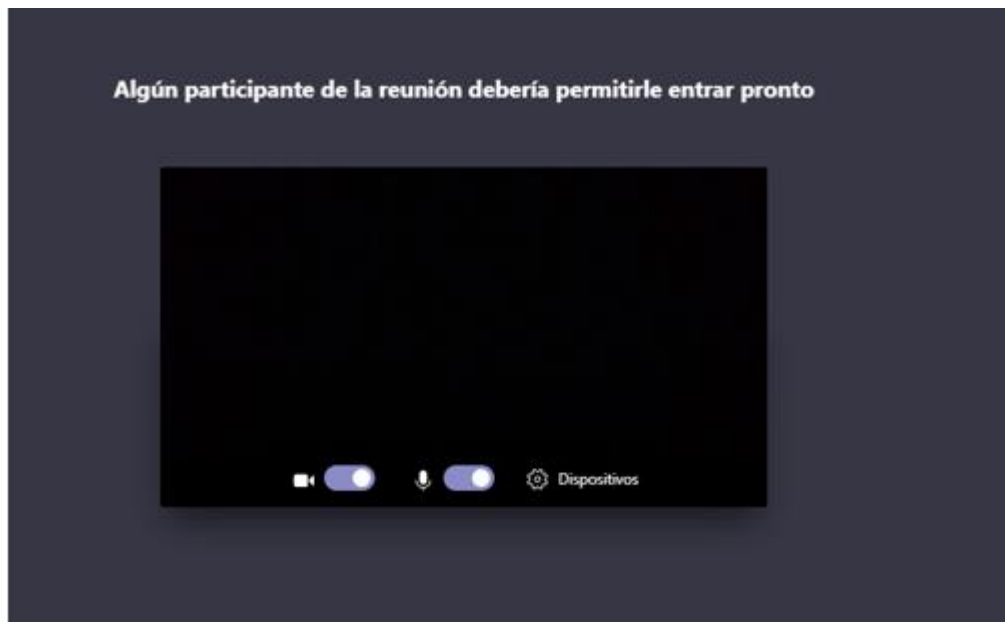 Algún participante de la reunión debería permitirle entrar pronto
Dispositivos